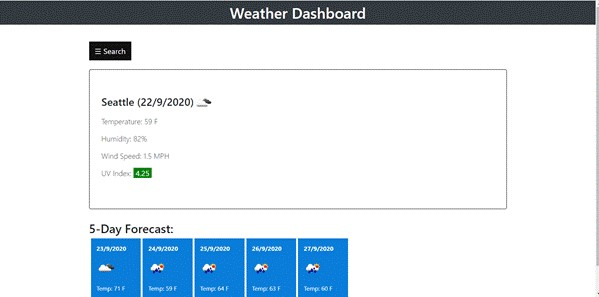 Weather Dashboard
☰ Search
Seattle (22/9/2020)
Temperature: 59 F
Humidity: 82%
Wind Speed: 1.5 MPH
UV Index: 4.25
5-Day Forecast:
23/9/2020 24/9/2020 25/9/2020 26/9/2020 27/9/2020
Temp: 71 F Temp: 59 F Temp: 64 F Temp: 63 F Temp: 60 F